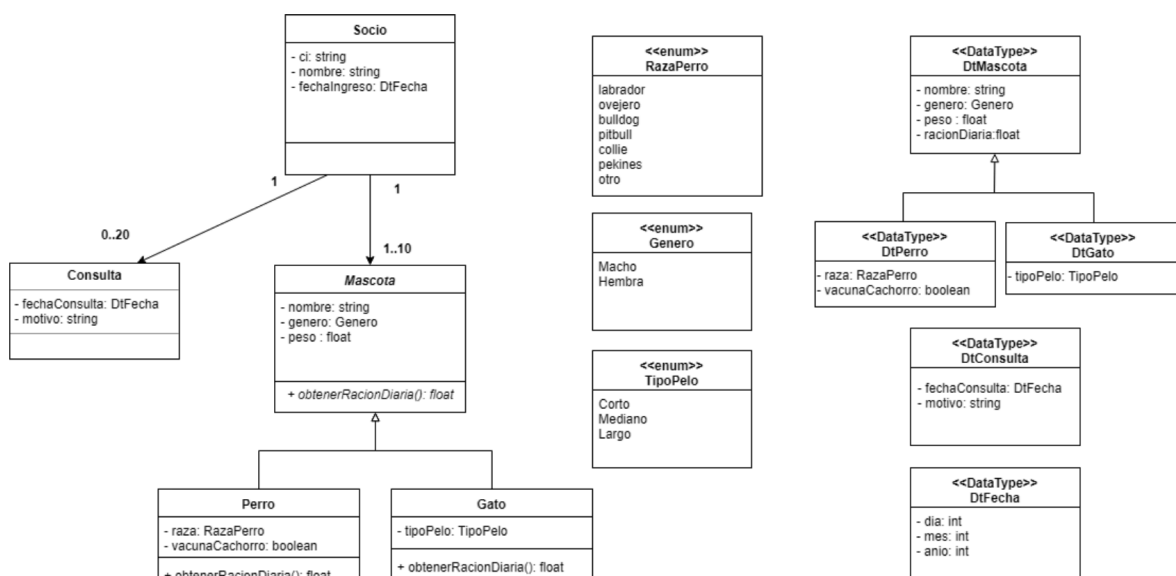 Socio
- ci: string
- nombre: string
- fechaIngreso: DtFecha
1
1
0..20
1..10
Consulta
- fechaConsulta: DtFecha
- motivo: string
Mascota
- nombre: string
- genero: Genero
- peso : float
+ obtenerRacionDiaria(): float
Perro
- raza: RazaPerro
- vacunaCachorro: boolean
+ obtenerRacionDiaria(): float
Gato
- tipoPelo: TipoPelo
+ obtenerRacionDiaria(): float
<<enum>>
RazaPerro
labrador
ovejero
bulldog
pitbull
collie
pekines
otro
<<enum>>
Genero
Macho
Hembra
<<enum>>
TipoPelo
Corto
Mediano
Largo
<<DataType>>
DtMascota
- nombre: string
- genero: Genero
- peso : float
- racionDiaria:float
<<DataType>>
DtPerro
- raza: RazaPerro
- vacunaCachorro: boolean
<<DataType>>
DtGato
- tipoPelo: TipoPelo
<<DataType>>
DtConsulta
- fechaConsulta: DtFecha
- motivo: string
<<DataType>>
DtFecha
- dia: int
- mes: int
- anio: int